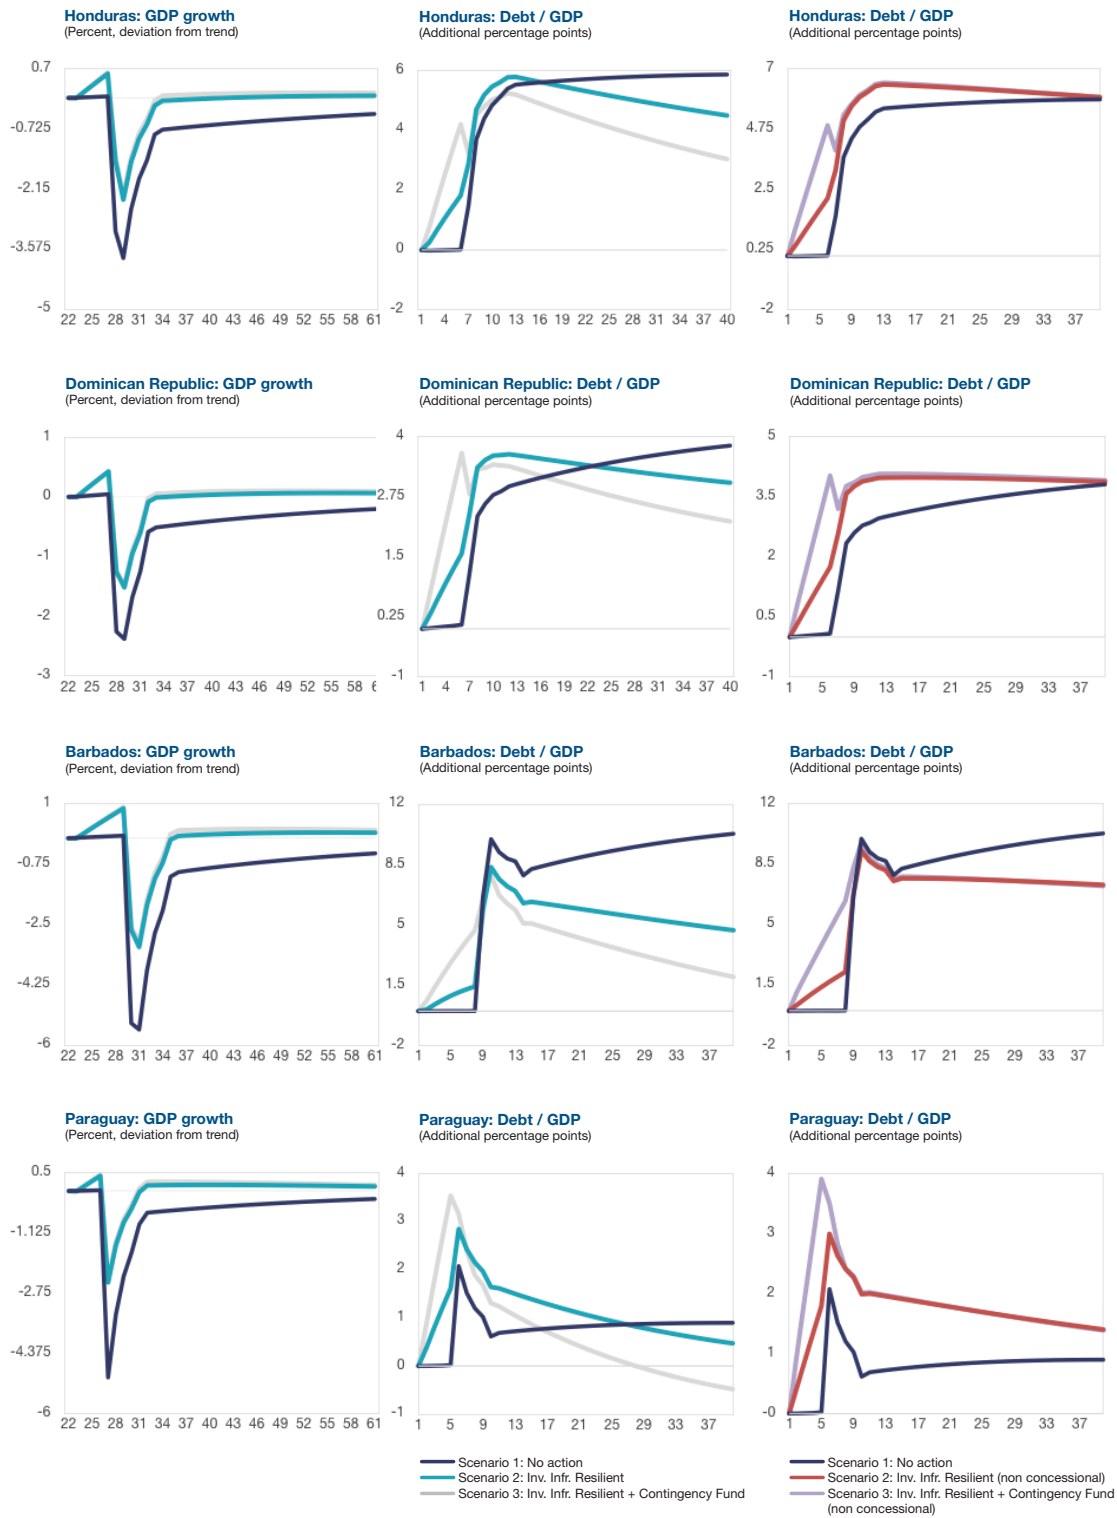 Honduras: GDP growth
(Percent, deviation from trend)
0.7
-0.725
-2.15
-3.575
-5
22 25 28 31 34 37 40 43 46 49 52 55 58 61
Honduras: Debt / GDP
(Additional percentage points)
6
4
2
0
-2
1 4 7 10 13 16 19 22 25 28 31 34 37 40
Honduras: Debt / GDP
(Additional percentage points)
7
4.75
2.5
0.25
-2
1 5 9 13 17 21 25 29 33 37
Dominican Republic: GDP growth
(Percent, deviation from trend)
1
0
-1
-2
-3
22 25 28 31 34 37 40 43 46 49 52 55 58 6
Dominican Republic: Debt / GDP
(Additional percentage points)
4
2.75
1.5
0.25
-1
1 4 7 10 13 16 19 22 25 28 31 34 37 40
Dominican Republic: Debt / GDP
(Additional percentage points)
5
3.5
2
0.5
-1
1 5 9 13 17 21 25 29 33 37
Barbados: GDP growth
(Percent, deviation from trend)
1
-0.75
-2.5
-4.25
-6
22 25 28 31 34 37 40 43 46 49 52 55 58 61
Barbados: Debt / GDP
(Additional percentage points)
12
8.5
5
1.5
-2
1 5 9 13 17 21 25 29 33 37
Barbados: Debt / GDP
(Additional percentage points)
12
8.5
5
1.5
-2
1 5 9 13 17 21 25 29 33 37
Paraguay: GDP growth
(Percent, deviation from trend)
0.5
-1.125
-2.75
-4.375
-6
22 25 28 31 34 37 40 43 46 49 52 55 58 61
Paraguay: Debt / GDP
(Additional percentage points)
4
3
2
1
0
-1
1 5 9 13 17 21 25 29 33 37
Paraguay: Debt / GDP
(Additional percentage points)
4
3
2
1
-0
1 5 9 13 17 21 25 29 33 37
Scenario 1: No action
Scenario 2: Inv. Infr. Resilient
Scenario 3: Inv. Infr. Resilient + Contingency Fund
Scenario 1: No action
Scenario 2: Inv. Infr. Resilient (non concessional)
Scenario 3: Inv. Infr. Resilient + Contingency Fund
(non concessional)